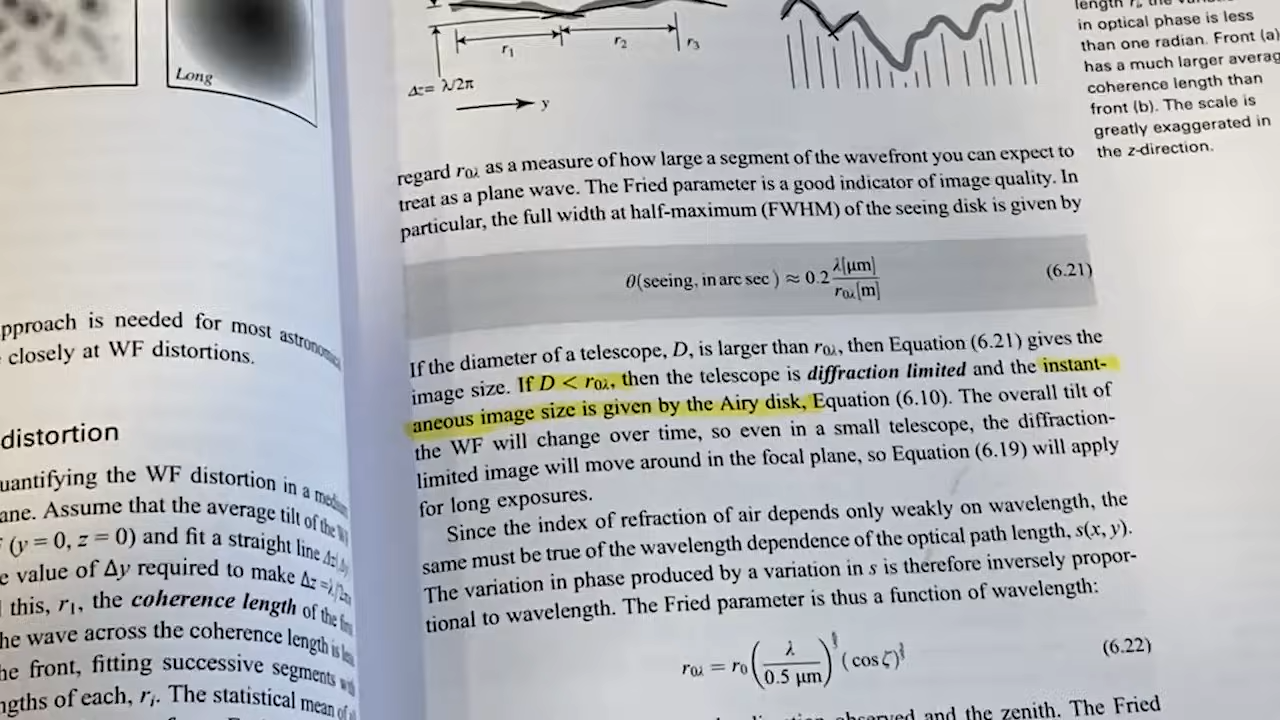 Long
pproach is needed for most astronomica
closely at WF distortions.
distortion
uantifying the WF distortion in a medium
ane. Assume that the average tilt of the W
(y = 0, z = 0) and fit a straight line Δz(Δy
e value of Δy required to make Δz = λ/2π
this, r₁, the coherence length of the firs
he wave across the coherence length is less
he front, fitting successive segments w
ngths of each, rᵢ. The statistical mean of a
r₁ r₂ r₃
Δz= λ/2π
y
in optical phase is less
than one radian. Front (a)
has a much larger averag
coherence length than
front (b). The scale is
greatly exaggerated in
the z-direction.
regard r₀λ as a measure of how large a segment of the wavefront you can expect to
treat as a plane wave. The Fried parameter is a good indicator of image quality. In
particular, the full width at half-maximum (FWHM) of the seeing disk is given by
θ(seeing, in arc sec) ≈ 0.2 λ[μm] / r₀λ[m] (6.21)
If the diameter of a telescope, D, is larger than r₀λ, then Equation (6.21) gives the
image size. If D < r₀λ, then the telescope is diffraction limited and the instant-
aneous image size is given by the Airy disk, Equation (6.10). The overall tilt of
the WF will change over time, so even in a small telescope, the diffraction-
limited image will move around in the focal plane, so Equation (6.19) will apply
for long exposures.
Since the index of refraction of air depends only weakly on wavelength, the
same must be true of the wavelength dependence of the optical path length, s(x, y).
The variation in phase produced by a variation in s is therefore inversely propor-
tional to wavelength. The Fried parameter is thus a function of wavelength:
r₀λ = r₀ (λ / 0.5 μm) (cos ζ) (6.22)
observed and the zenith. The Fried